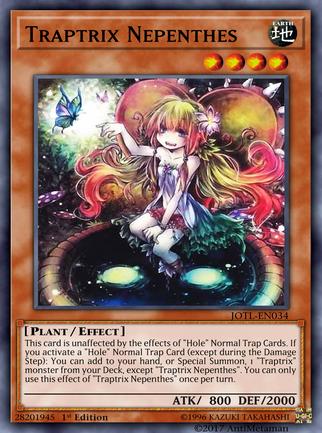 TRAPTRIX NEPENTHES
EARTH
地
JOTL-EN034
[PLANT / EFFECT]
This card is unaffected by the effects of "Hole" Normal Trap Cards. If
you activate a "Hole" Normal Trap Card (except during the Damage
Step): You can add to your hand, or Special Summon, 1 "Traptrix"
monster from your Deck, except "Traptrix Nepenthes". You can only
use this effect of "Traptrix Nepenthes" once per turn.
ATK/ 800 DEF/2000
28201945 1st Edition ©1996 KAZUKI TAKAHASHI
©2017 AntiMetaman